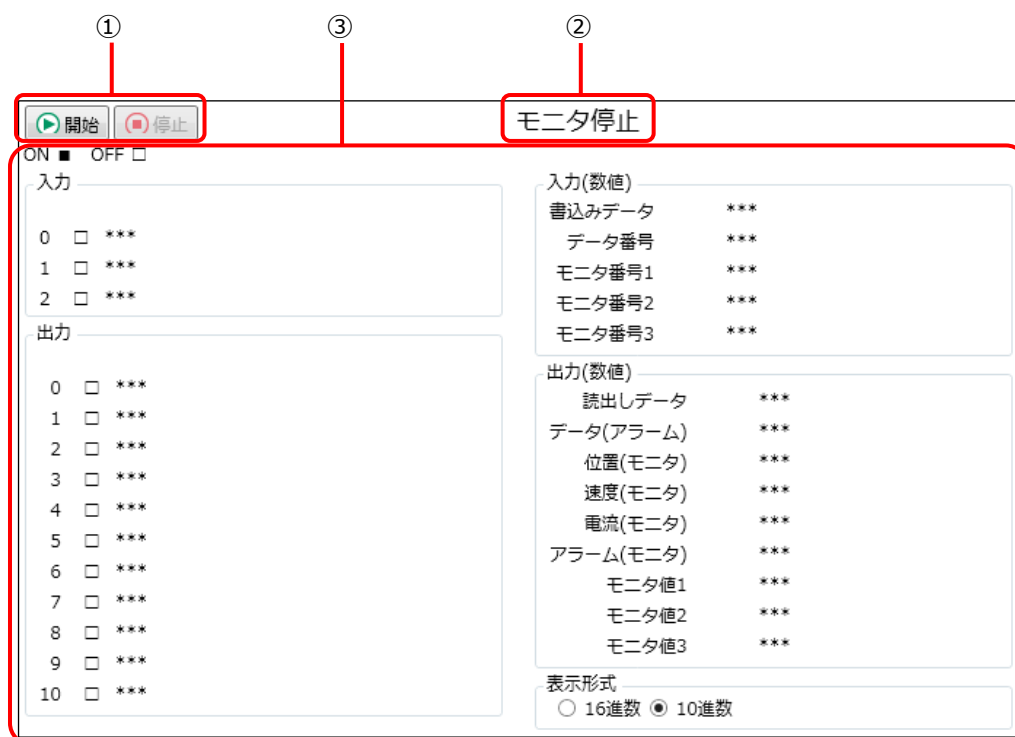 ① ③ ②
開始 停止 モニタ停止
ON ■ OFF □
入力
0 □ ***
1 □ ***
2 □ ***
出力
0 □ ***
1 □ ***
2 □ ***
3 □ ***
4 □ ***
5 □ ***
6 □ ***
7 □ ***
8 □ ***
9 □ ***
10 □ ***
入力(数値)
書込みデータ ***
データ番号 ***
モニタ番号1 ***
モニタ番号2 ***
モニタ番号3 ***
出力(数値)
読出しデータ ***
データ(アラーム) ***
位置(モニタ) ***
速度(モニタ) ***
電流(モニタ) ***
アラーム(モニタ) ***
モニタ値1 ***
モニタ値2 ***
モニタ値3 ***
表示形式
○ 16進数 ◉ 10進数